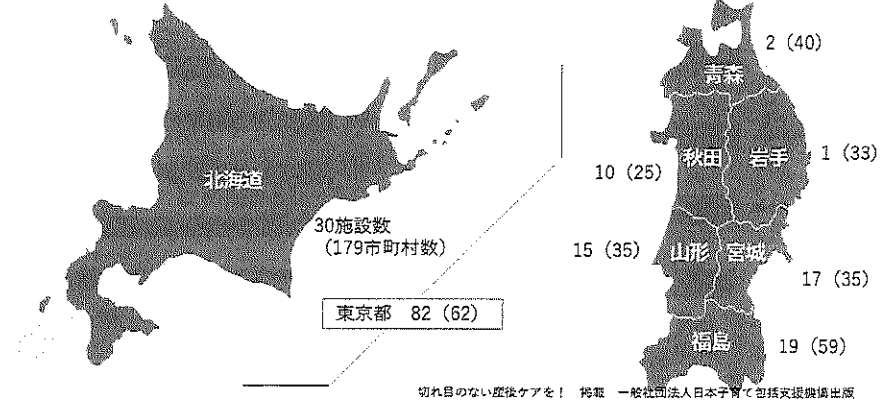 2（40）
青森
北海道
秋田
岩手
1（33）
10（25）
30施設数
（179市町村数）
15（35）
山形
宮城
17（35）
東京都　82（62）
福島
19（59）
切れ目のない産後ケアを！　掲載　一般社団法人日本子育て包括支援推進機構出版